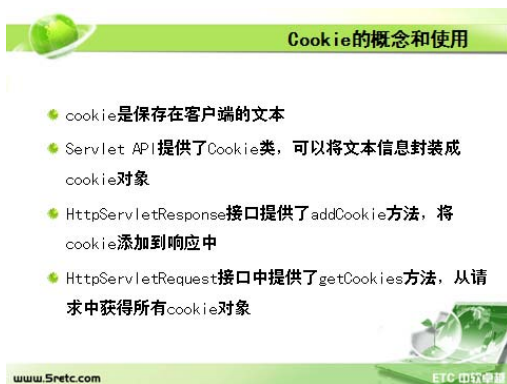 Cookie的概念和使用
cookie是保存在客户端的文本
Servlet API提供了Cookie类，可以将文本信息封装成
cookie对象
HttpServletResponse接口提供了addCookie方法，将
cookie添加到响应中
HttpServletRequest接口中提供了getCookies方法，从请
求中获得所有cookie对象
www.5retc.com
ETC 中软卓越